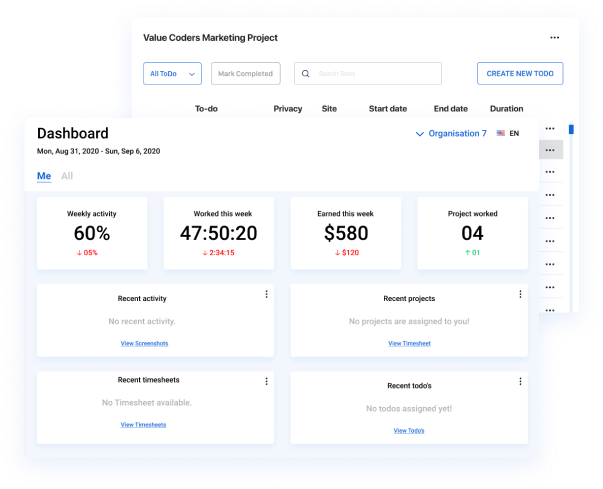 Value Coders Marketing Project
All ToDo
Mark Completed
Search Todo
CREATE NEW TODO
To-do Privacy Site Start date End date Duration
Dashboard
Organisation 7
EN
Mon, Aug 31, 2020 - Sun, Sep 6, 2020
Me All
Weekly activity
60%
↓ 05%
Worked this week
47:50:20
↓ 2:34:15
Earned this week
$580
↓ $120
Project worked
04
↑ 01
Recent activity
No recent activity.
View Screenshots
Recent projects
No projects are assigned to you!
View Timesheet
Recent timesheets
No Timesheet available.
View Timesheets
Recent todo's
No todos assigned yet!
View Todo's